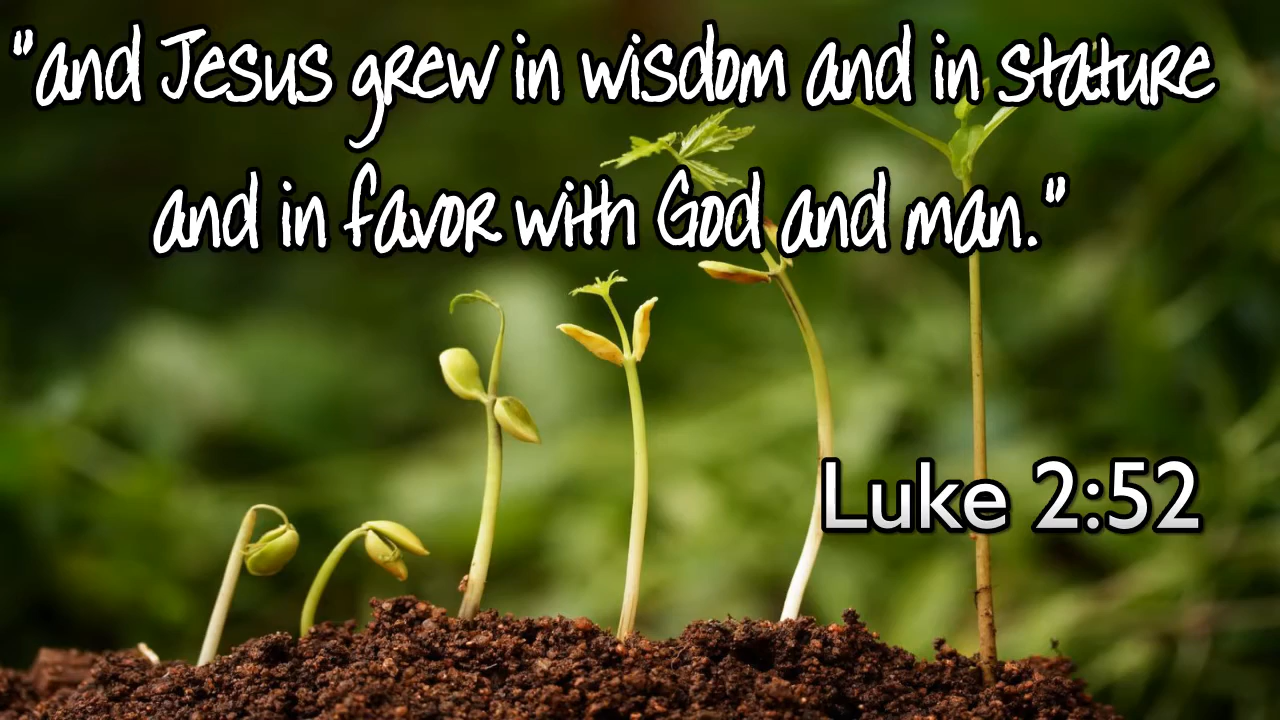 "and Jesus grew in wisdom and in stature
and in favor with God and man."
Luke 2:52